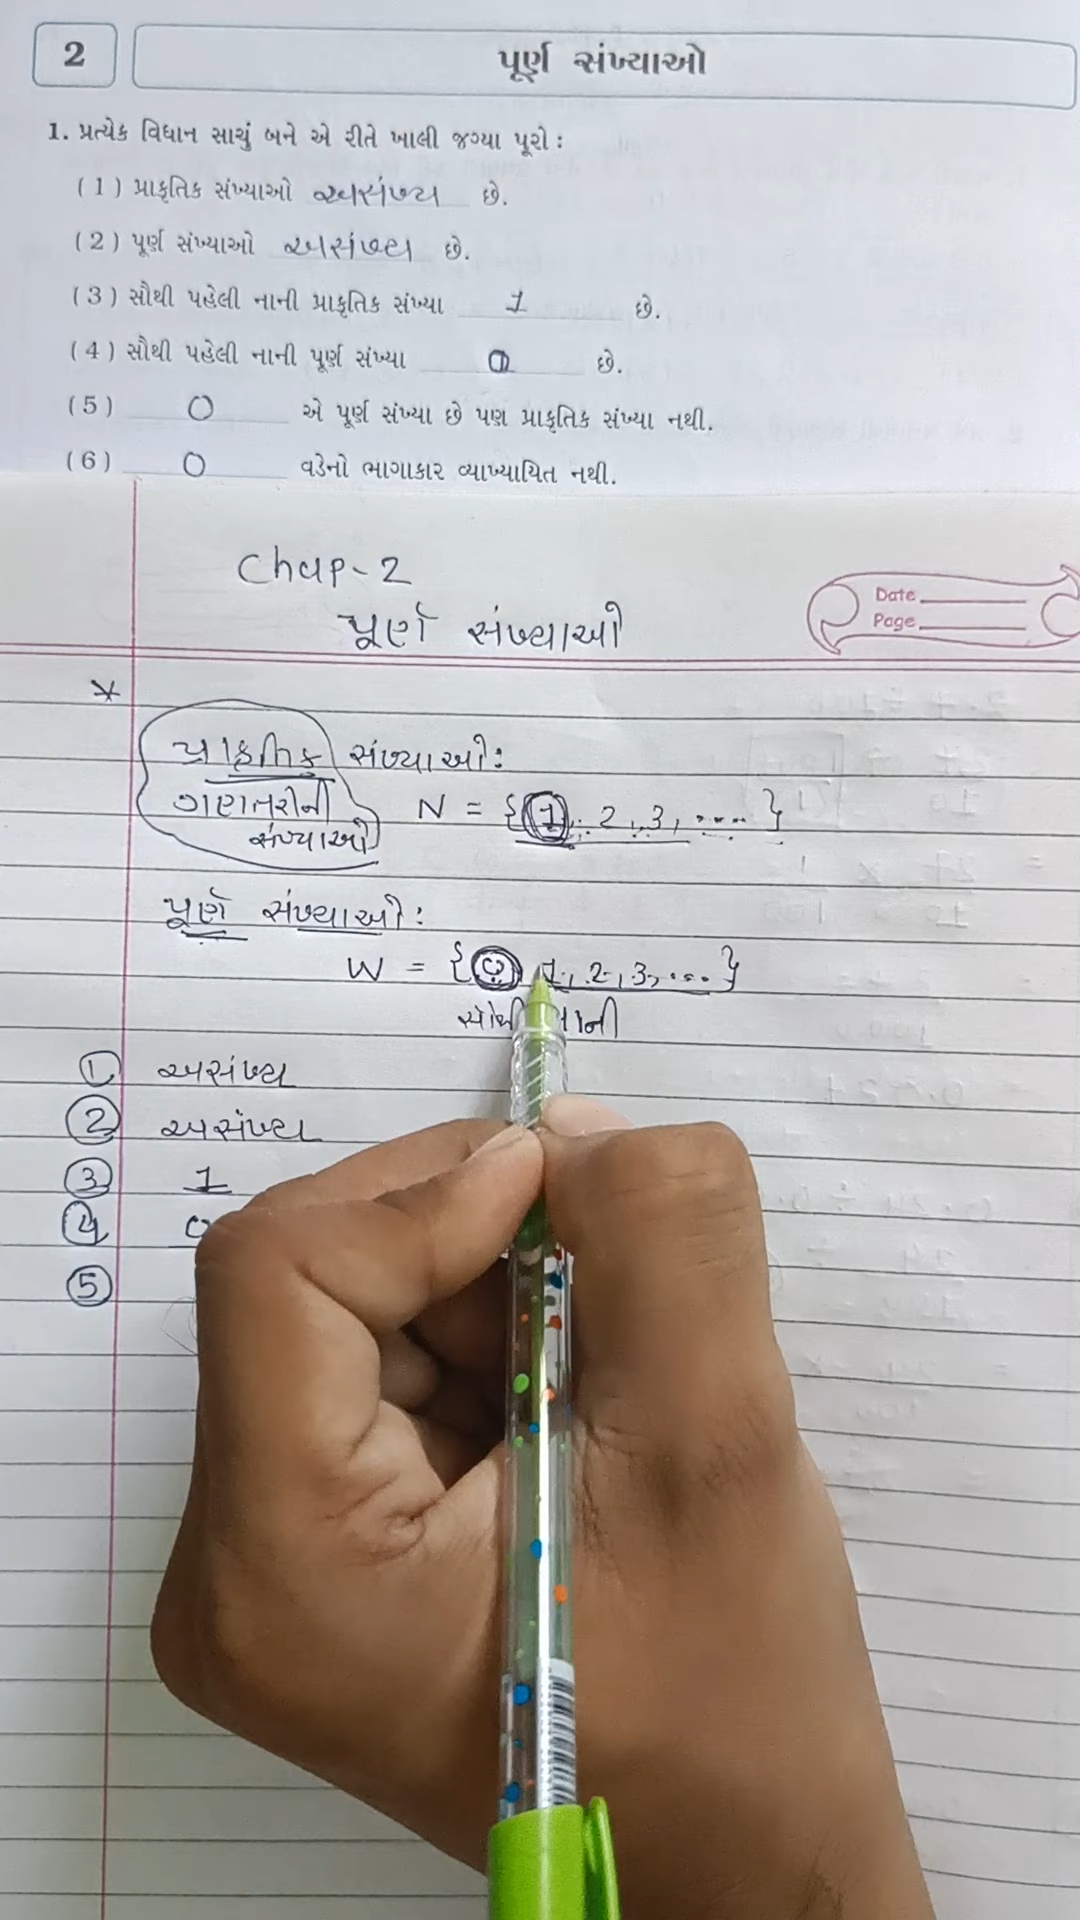 2
પૂર્ણ સંખ્યાઓ
1. પ્રત્યેક વિધાન સાચું બને એ રીતે ખાલી જગ્યા પૂરો :
(1) પ્રાકૃતિક સંખ્યાઓ અસંખ્ય છે.
(2) પૂર્ણ સંખ્યાઓ અસંખ્ય છે.
(3) સૌથી પહેલી નાની પ્રાકૃતિક સંખ્યા 1 છે.
(4) સૌથી પહેલી નાની પૂર્ણ સંખ્યા 0 છે.
(5) 0 એ પૂર્ણ સંખ્યા છે પણ પ્રાકૃતિક સંખ્યા નથી.
(6) 0 વડેનો ભાગાકાર વ્યાખ્યાયિત નથી.
Chap-2
પૂર્ણ સંખ્યાઓ
Date
Page
* પ્રાકૃતિક સંખ્યાઓ :
ગણતરીની N = {1, 2, 3, ....}
સંખ્યાઓ
પૂર્ણ સંખ્યાઓ :
W = {0, 1, 2, 3, ....}
① અસંખ્ય
② અસંખ્ય
③ 1
④ 0
⑤